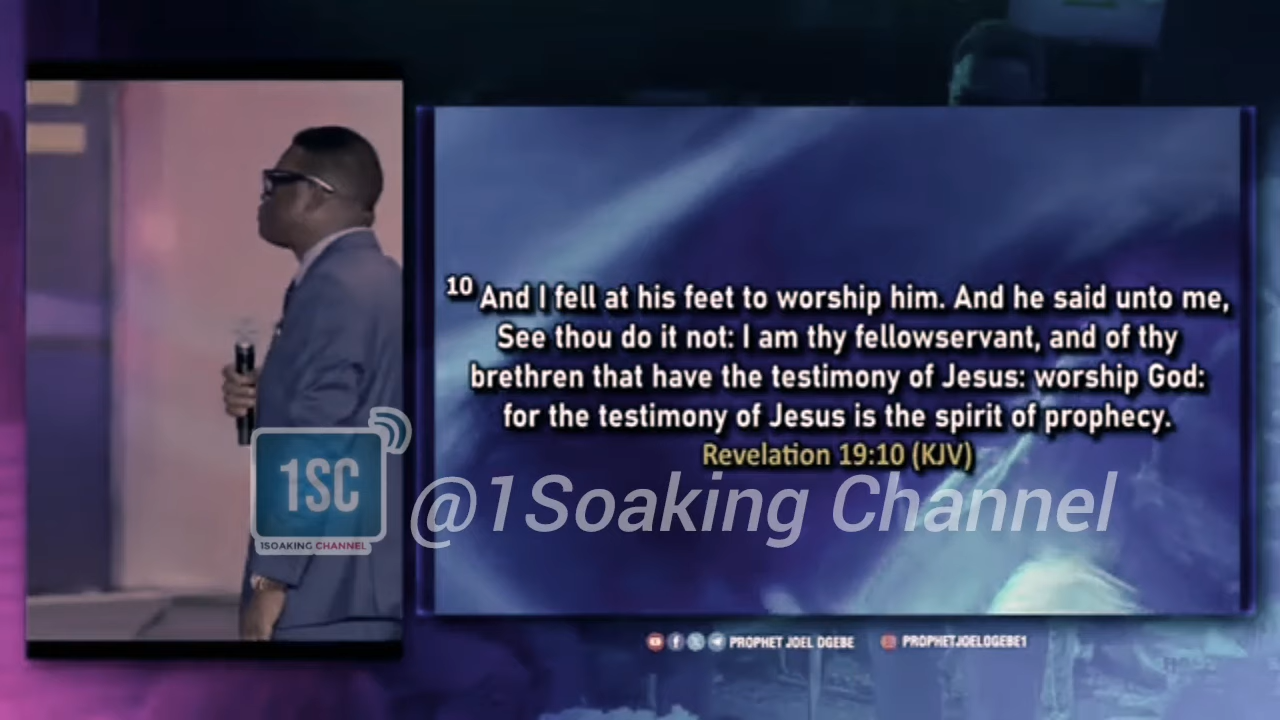 10 And I fell at his feet to worship him. And he said unto me,
See thou do it not: I am thy fellowservant, and of thy
brethren that have the testimony of Jesus: worship God:
for the testimony of Jesus is the spirit of prophecy.
Revelation 19:10 (KJV)
1SC
1SOAKING CHANNEL
@1Soaking Channel
PROPHET JOEL OGEBE
PROPHETJOELOGEBE1